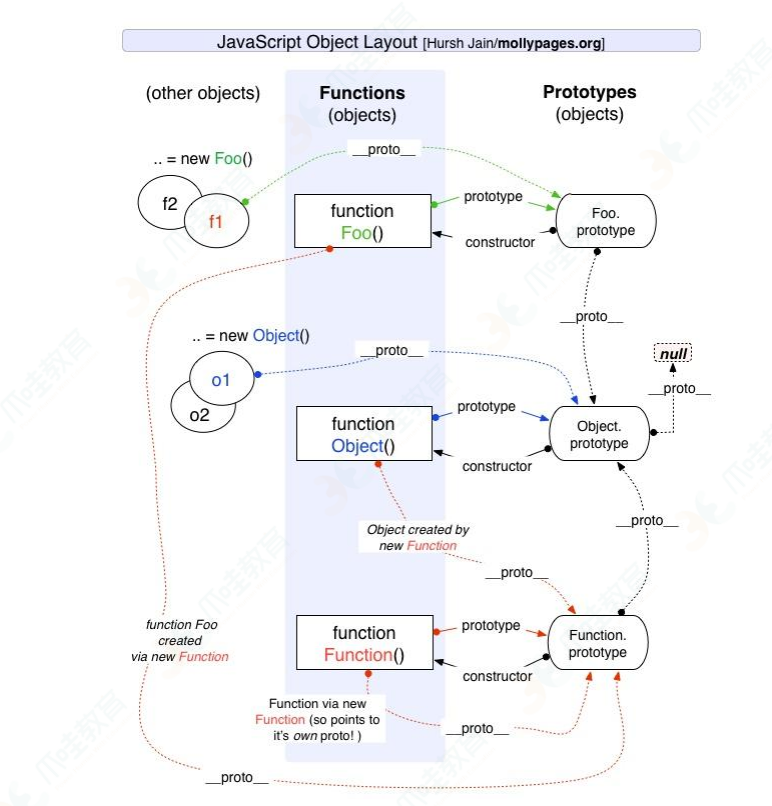 JavaScript Object Layout [Hursh Jain/mollypages.org]
(other objects)
Functions
(objects)
Prototypes
(objects)
.. = new Foo()
__proto__
f2
f1
function
Foo()
prototype
constructor
Foo.
prototype
__proto__
.. = new Object()
__proto__
null
__proto__
o1
o2
function
Object()
prototype
constructor
Object.
prototype
Object created by
new Function
__proto__
__proto__
function Foo
created
via new Function
function
Function()
prototype
constructor
Function.
prototype
Function via new
Function (so points to
it's own proto! )
__proto__
__proto__